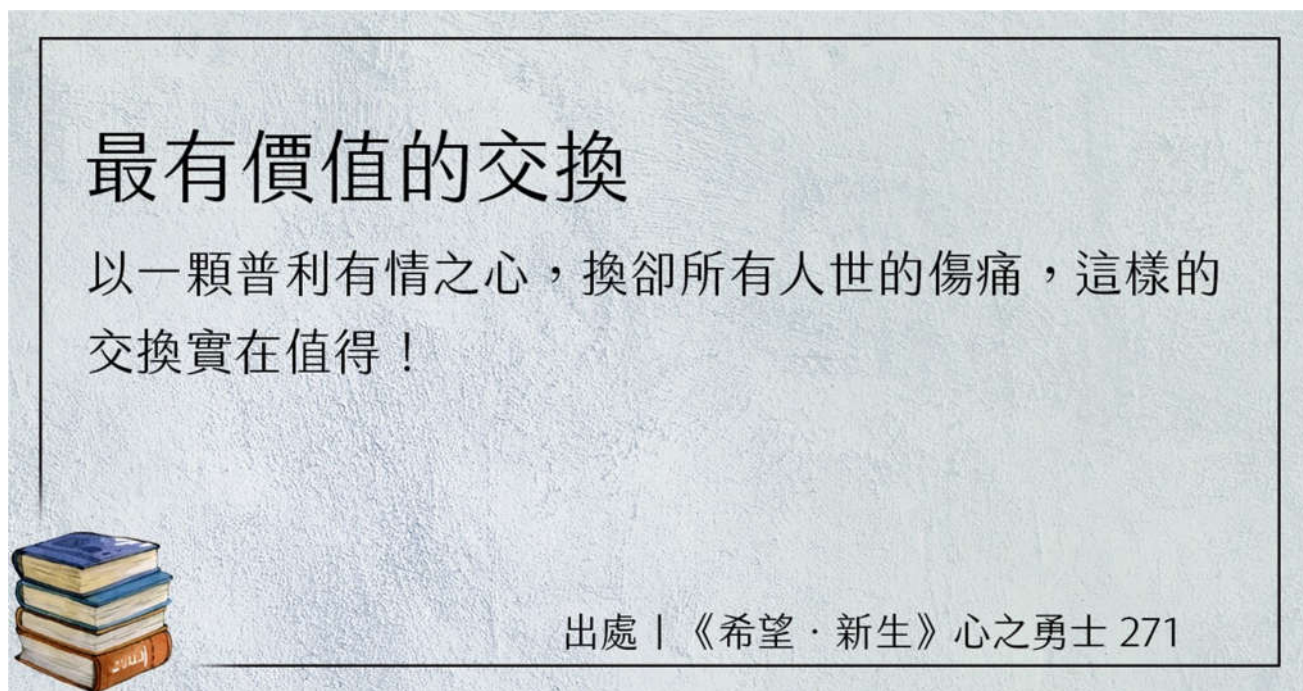 最有價值的交換
以一顆普利有情之心，換卻所有人世的傷痛，這樣的
交換實在值得！
出處｜《希望．新生》心之勇士 271